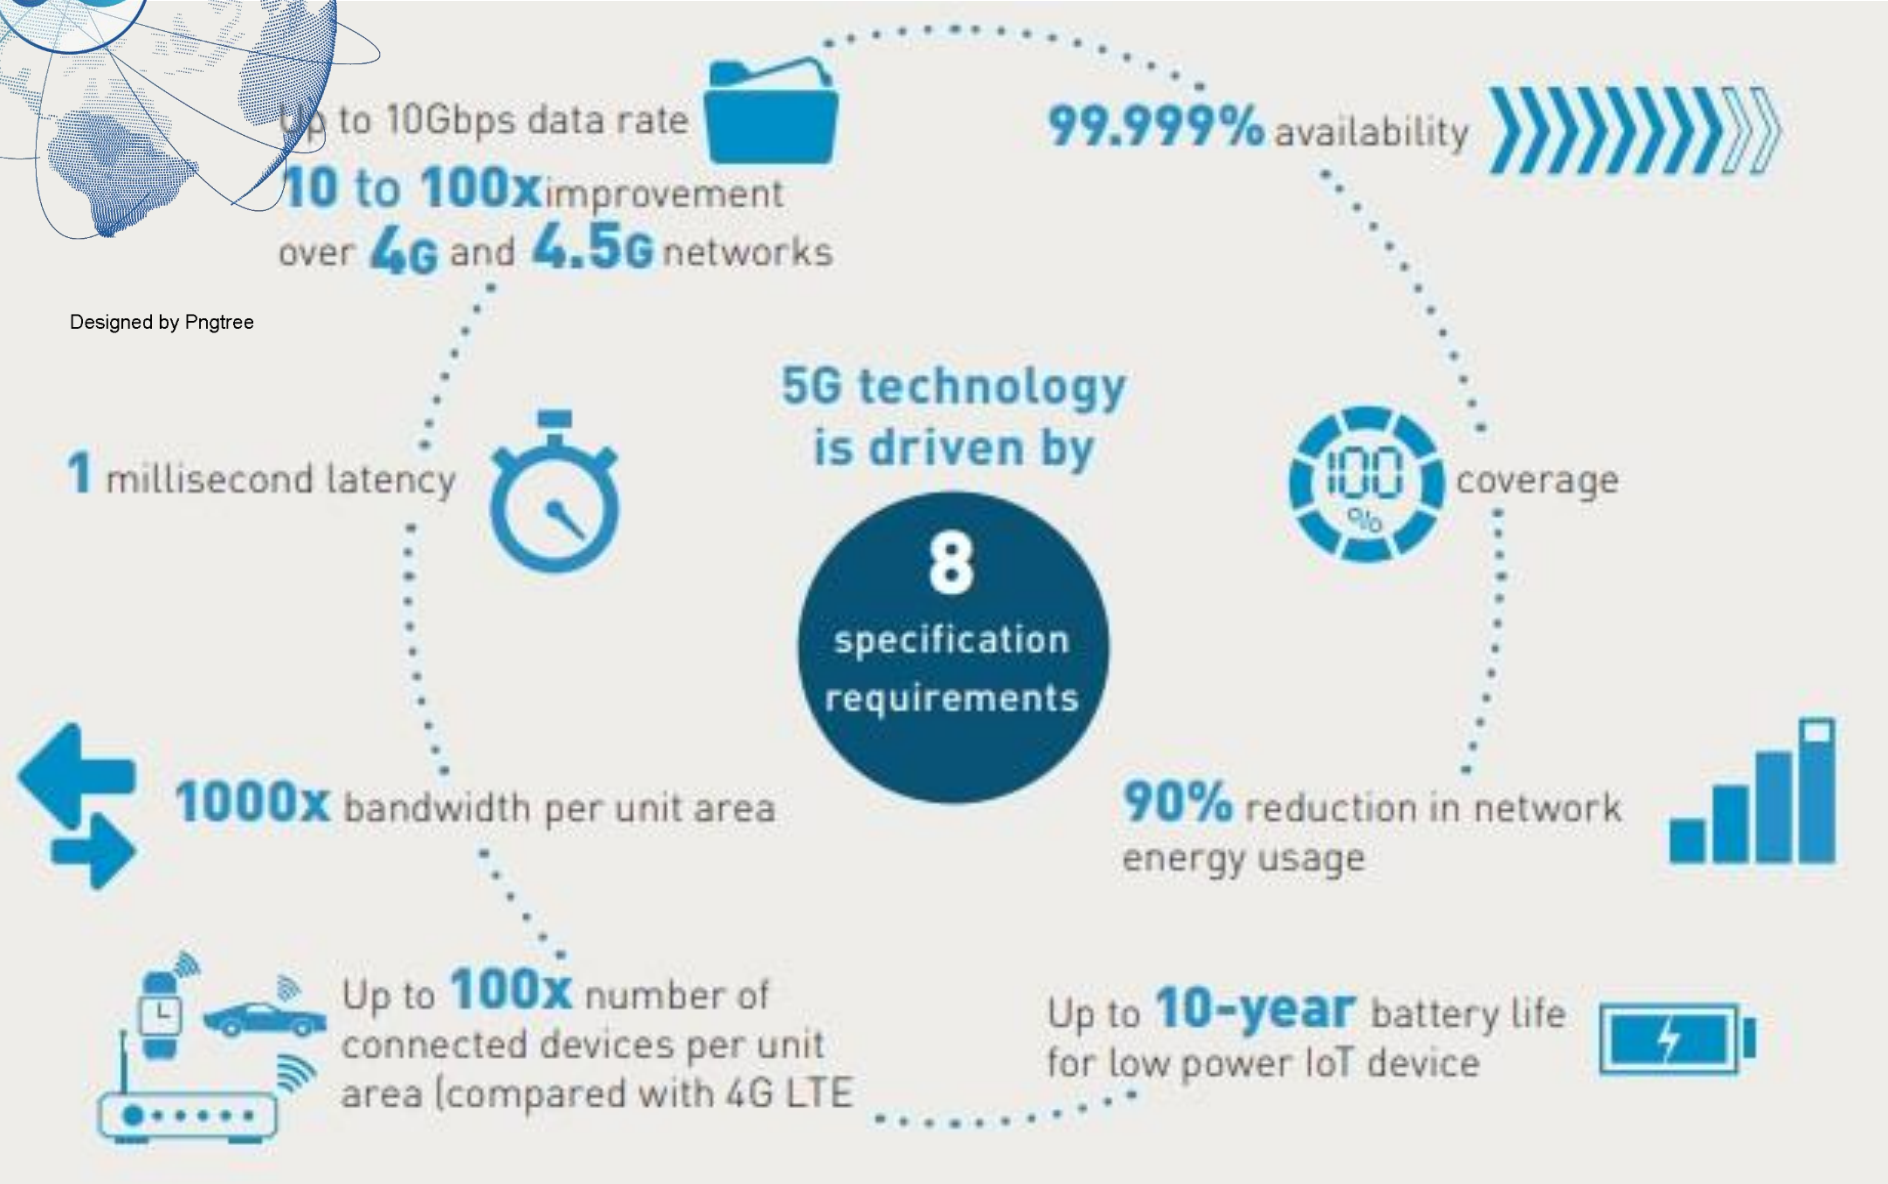 Up to 10Gbps data rate
10 to 100x improvement
over 4G and 4.5G networks
99.999% availability
Designed by Pngtree
5G technology
is driven by
8
specification
requirements
1 millisecond latency
100
%
coverage
1000x bandwidth per unit area
90% reduction in network
energy usage
Up to 100x number of
connected devices per unit
area (compared with 4G LTE
Up to 10-year battery life
for low power IoT device